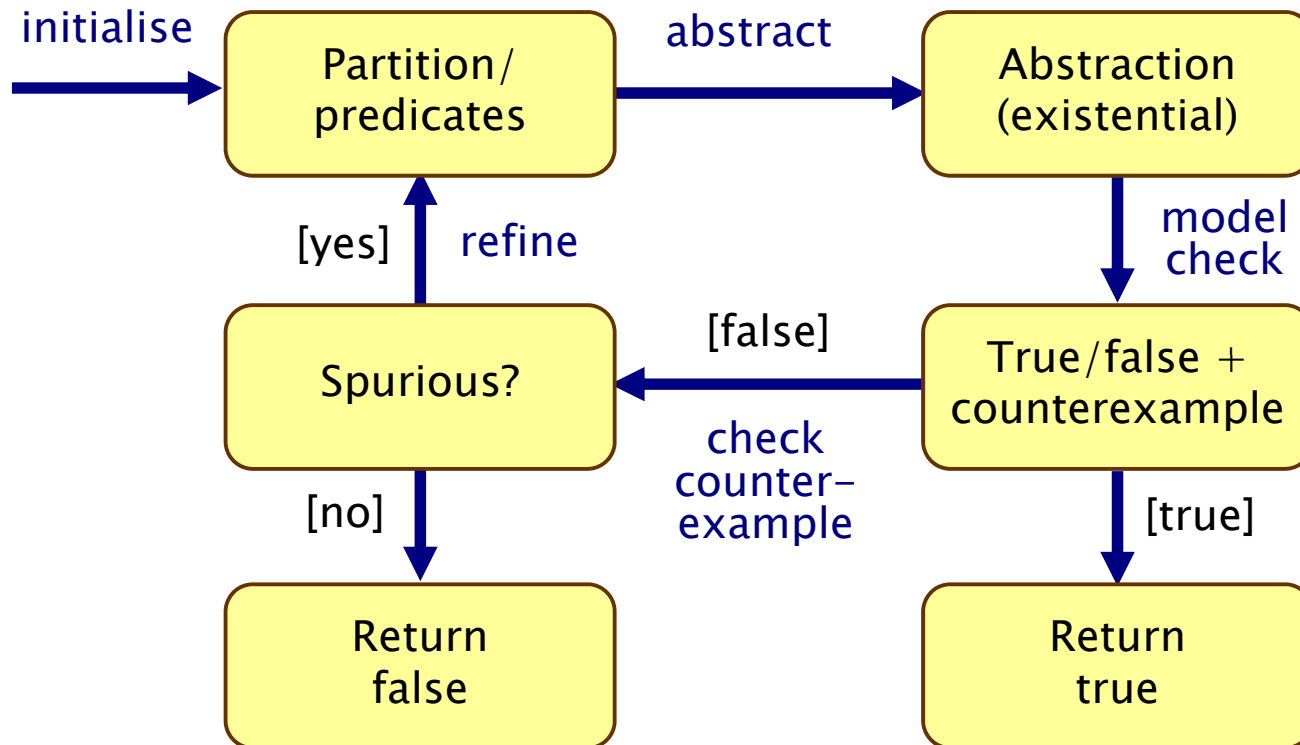 initialise
Partition/
predicates
abstract
Abstraction
(existential)
[yes]
refine
model
check
Spurious?
[false]
check
counter-
example
True/false +
counterexample
[no]
[true]
Return
false
Return
true